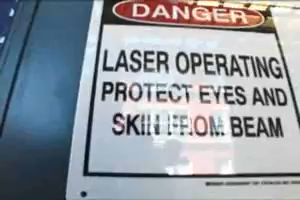 DANGER
LASER OPERATING
PROTECT EYES AND
SKIN FROM BEAM